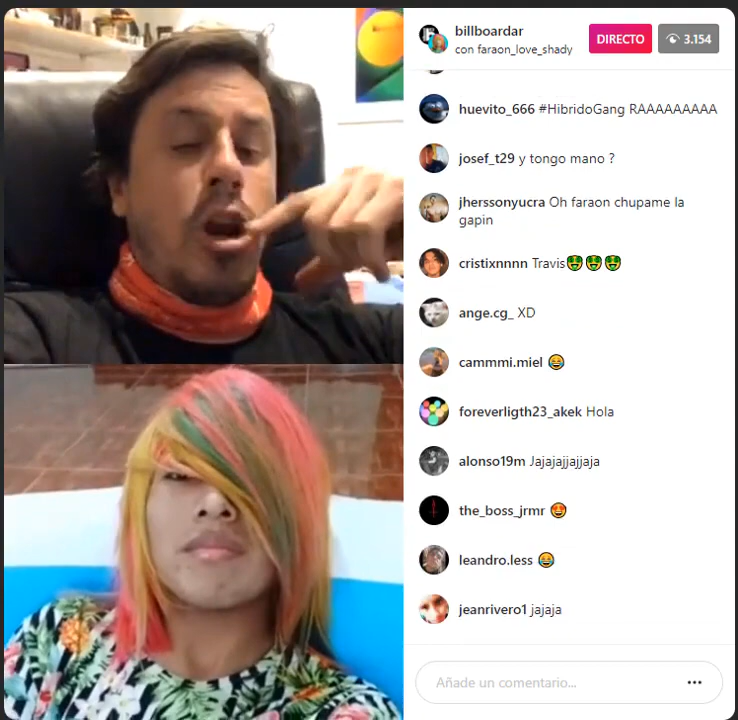 billboardar
con faraon_love_shady
DIRECTO
3.154
huevito_666 #HibridoGang RAAAAAAAAA
josef_t29 y tongo mano ?
jherssonyucra Oh faraon chupame la
gapin
cristixnnnn Travis🤑🤑🤑
ange.cg_ XD
cammmi.miel 😂
foreverligth23_akek Hola
alonso19m Jajajajjajjaja
the_boss_jrmr 🤩
leandro.less 😂
jeanrivero1 jajaja
Añade un comentario...